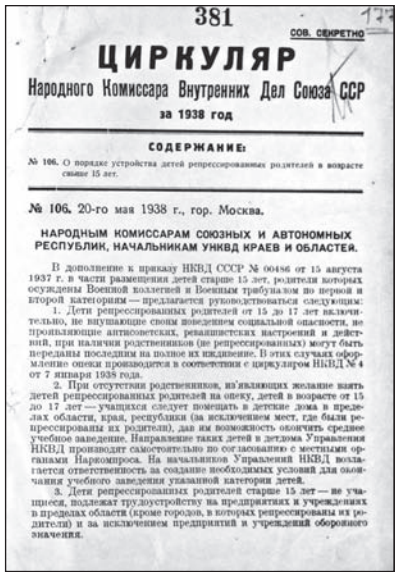 381
177
СОВ. СЕКРЕТНО
ЦИРКУЛЯР
Народного Комиссара Внутренних Дел Союза ССР
за 1938 год
СОДЕРЖАНИЕ:
№ 106. О порядке устройства детей репрессированных родителей в возрасте
свыше 15 лет.
№ 106. 20-го мая 1938 г., гор. Москва.
НАРОДНЫМ КОМИССАРАМ СОЮЗНЫХ И АВТОНОМНЫХ
РЕСПУБЛИК, НАЧАЛЬНИКАМ УНКВД КРАЕВ И ОБЛАСТЕЙ.
В дополнение к приказу НКВД СССР № 00486 от 15 августа
1937 г. в части размещения детей старше 15 лет, родители которых
осуждены Военной коллегией и Военным трибуналом по первой и
второй категориям — предлагается руководствоваться следующим:
1. Дети репрессированных родителей от 15 до 17 лет включи-
тельно, не внушающие своим поведением социальной опасности, не
проявляющие антисоветских, реваншистских настроений и дейст-
вий, при наличии родственников (не репрессированных) могут быть
переданы последним на полное их иждивение. В этих случаях офор-
мление опеки производится в соответствии с циркуляром НКВД № 4
от 7 января 1938 года.
2. При отсутствии родственников, из'являющих желание взять
детей репрессированных родителей на опеку, детей в возрасте от 15
до 17 лет — учащихся следует помещать в детские дома в преде-
лах области, края, республики (за исключением мест, где были ре-
прессированы их родители), дав им возможность окончить среднее
учебное заведение. Направление таких детей в детдома Управления
НКВД производят самостоятельно по согласованию с местными ор-
ганами Наркомпроса. На начальников Управлений НКВД возла-
гается ответственность за создание необходимых условий для окон-
чания учебного заведения указанной категории детей.
3. Дети репрессированных родителей старше 15 лет — не уча-
щиеся, подлежат трудоустройству на предприятиях и учреждениях
в пределах области (кроме городов, в которых репрессированы их ро-
дители) и за исключением предприятий и учреждений оборонного
значения.